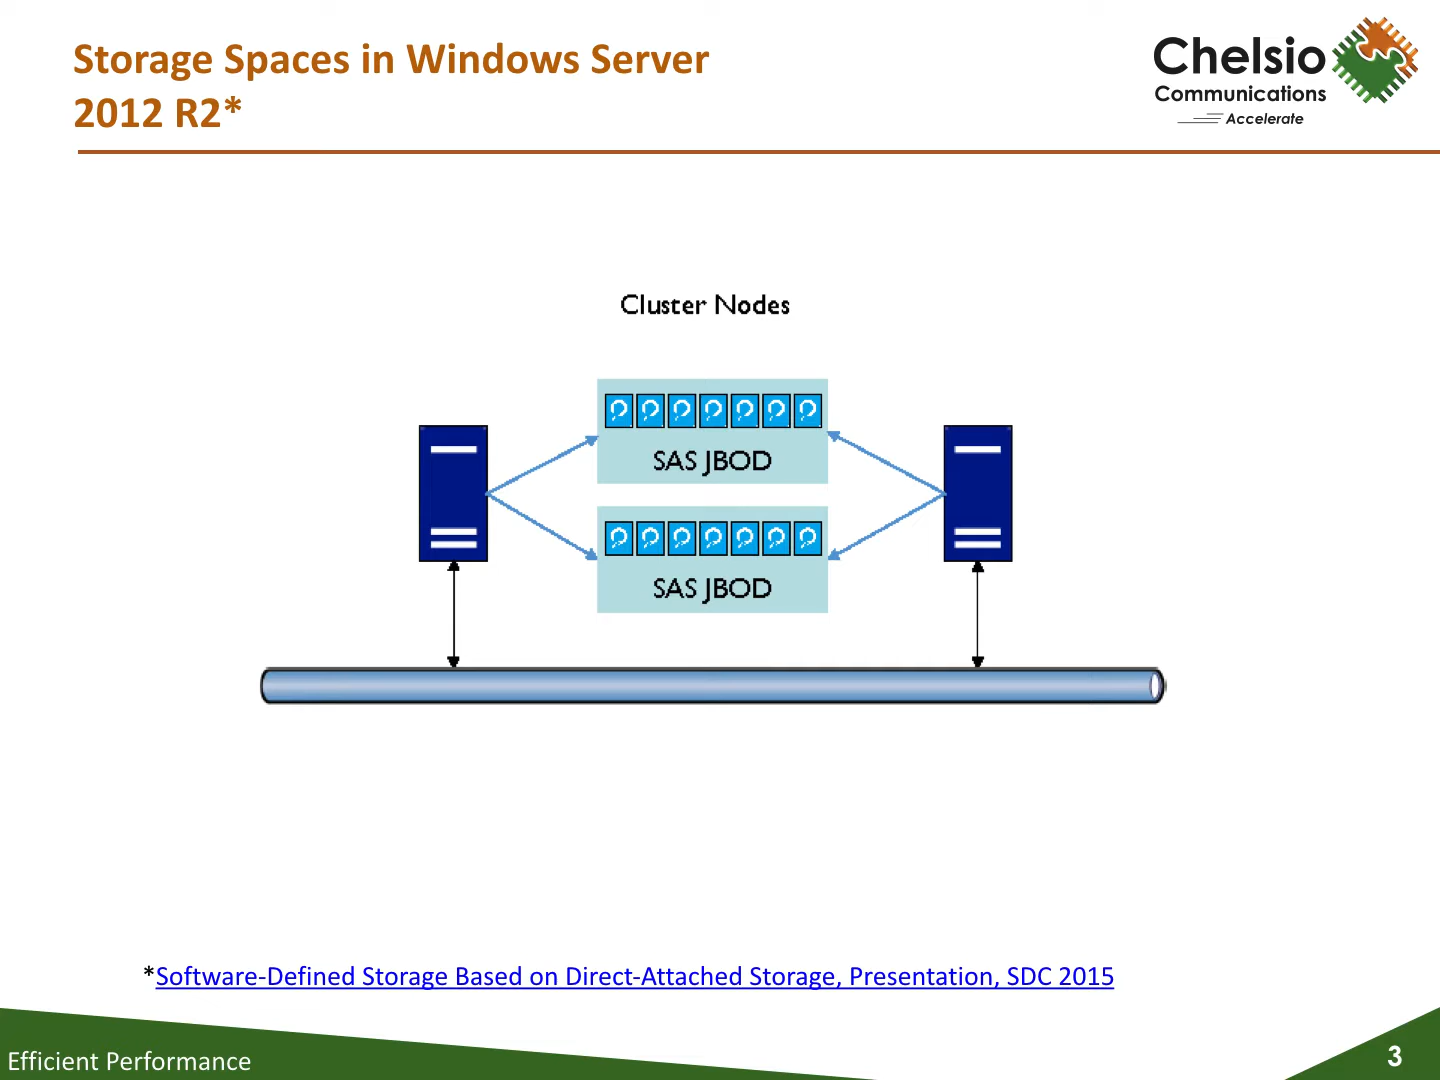 Storage Spaces in Windows Server
2012 R2*
Chelsio
Communications
Accelerate
Cluster Nodes
SAS JBOD
SAS JBOD
*Software-Defined Storage Based on Direct-Attached Storage, Presentation, SDC 2015
Efficient Performance
3